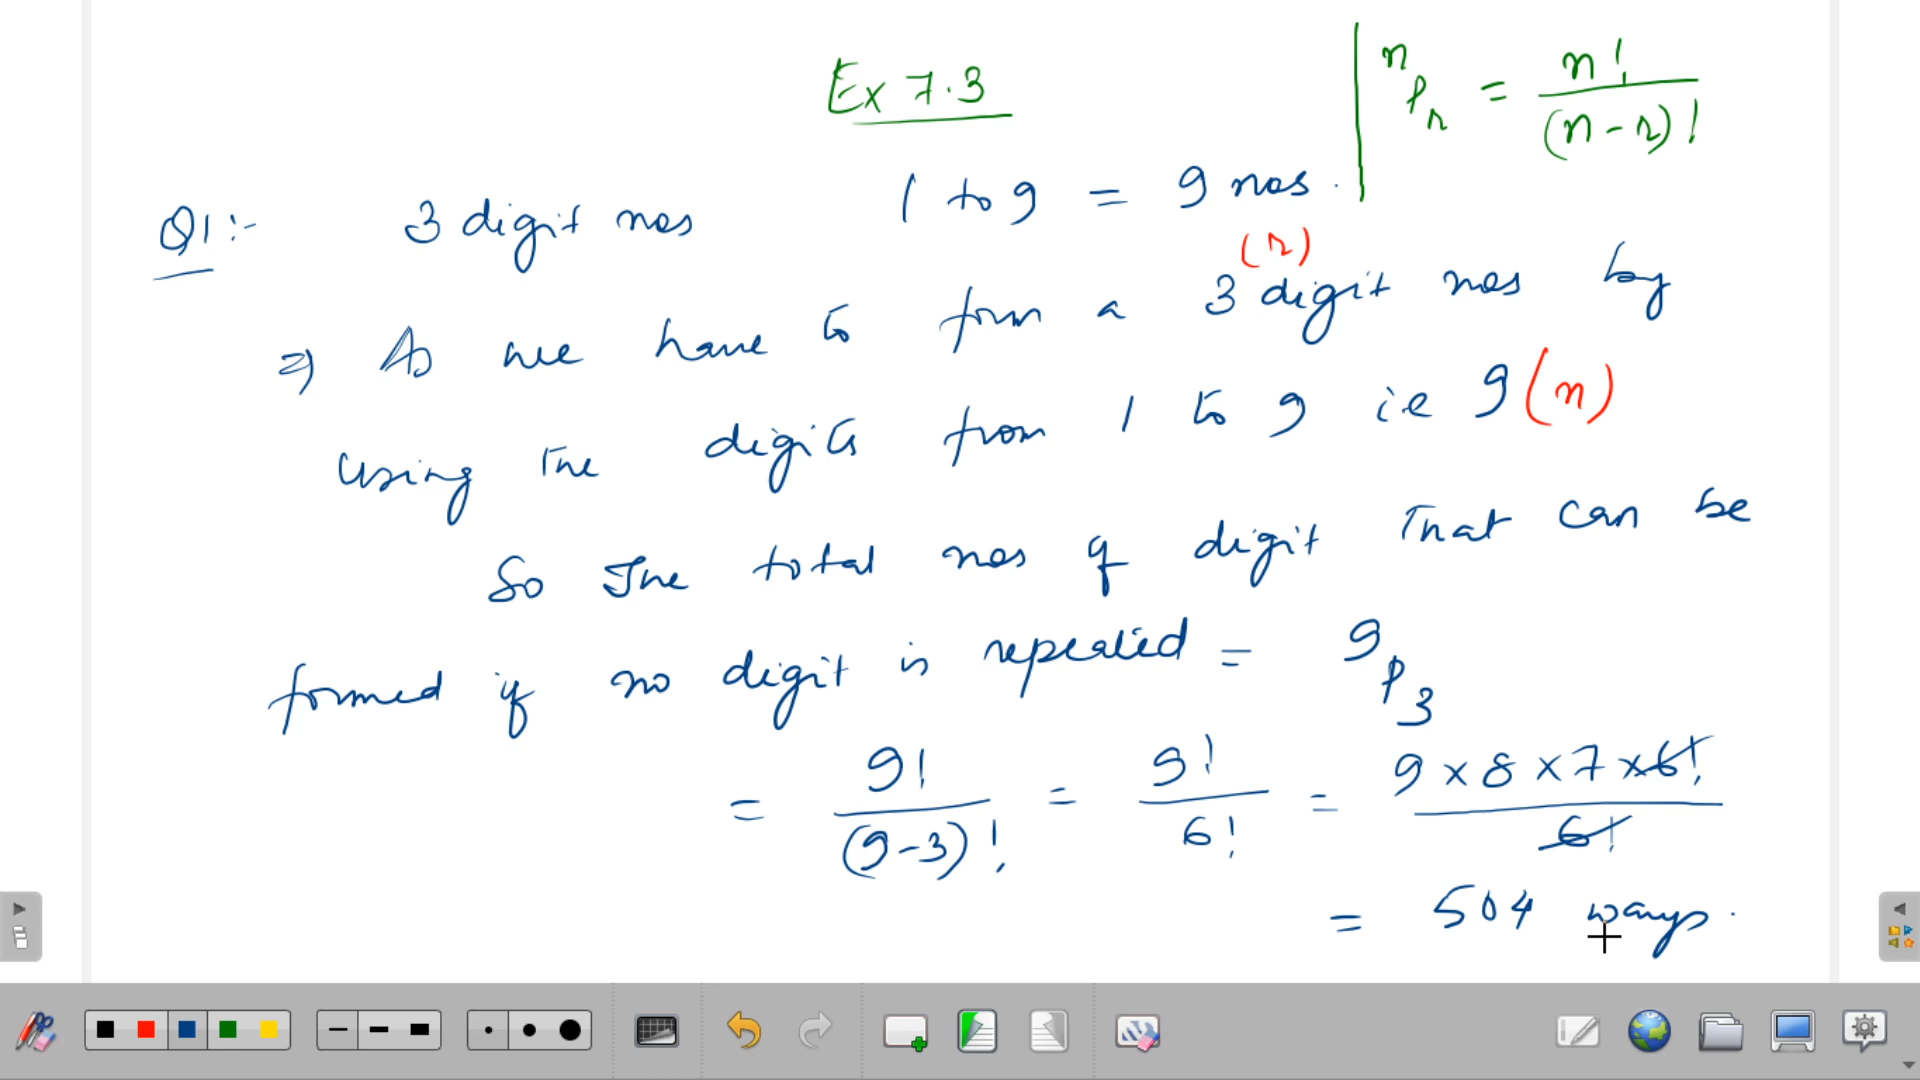 Ex 7.3
ⁿPᵣ = n! / (n-r)!
Q1:- 3 digit nos 1 to 9 = 9 nos.
(r)
=> As we have to form a 3 digit nos by
using the digits from 1 to 9 ie 9 (n)
So the total nos of digit that can be
formed if no digit is repeated = ⁹P₃
= 9! / (9-3)! = 9! / 6! = 9 x 8 x 7 x 6! / 6!
= 504 ways.